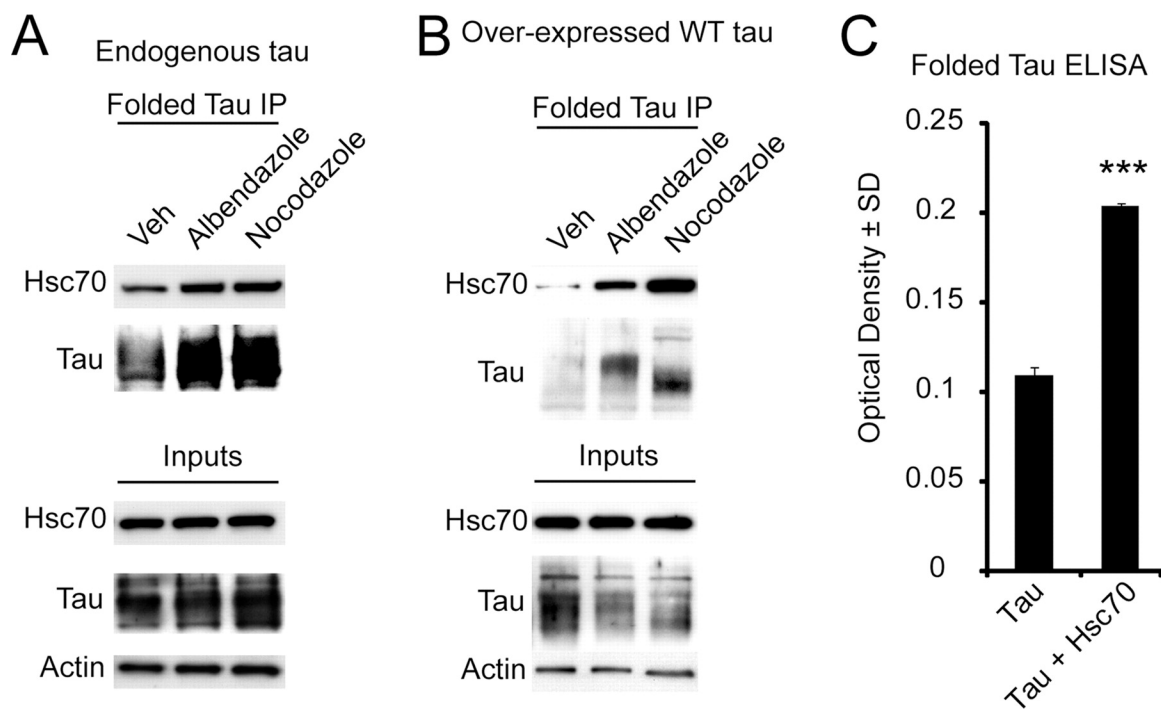 A
Endogenous tau
Folded Tau IP
Veh
Albendazole
Nocodazole
Hsc70
Tau
Inputs
Hsc70
Tau
Actin
B
Over-expressed WT tau
Folded Tau IP
Veh
Albendazole
Nocodazole
Hsc70
Tau
Inputs
Hsc70
Tau
Actin
C
Folded Tau ELISA
Optical Density ± SD
0.25
0.2
0.15
0.1
0.05
0
***
Tau
Tau + Hsc70